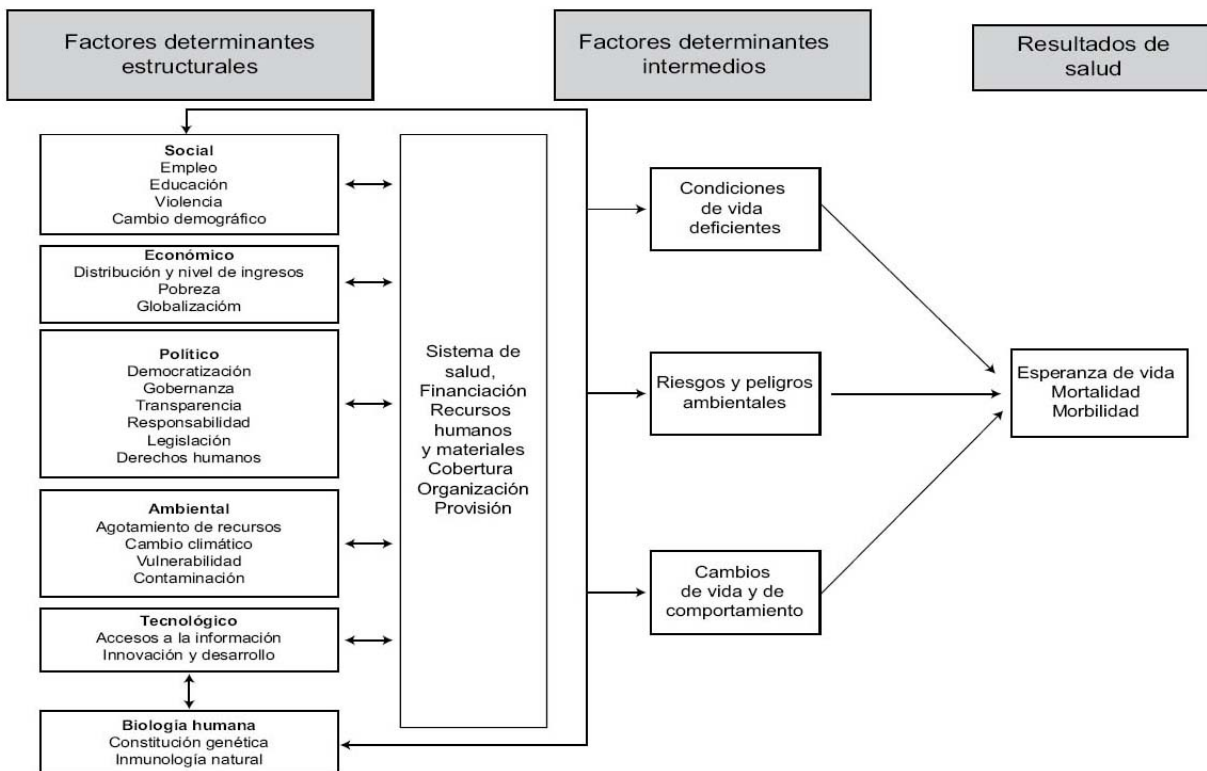 Factores determinantes
estructurales
Factores determinantes
intermedios
Resultados de
salud
Social
Empleo
Educación
Violencia
Cambio demográfico
Económico
Distribución y nivel de ingresos
Pobreza
Globalizacióm
Político
Democratización
Gobernanza
Transparencia
Responsabilidad
Legislación
Derechos humanos
Ambiental
Agotamiento de recursos
Cambio climático
Vulnerabilidad
Contaminación
Tecnológico
Accesos a la información
Innovación y desarrollo
Biología humana
Constitución genética
Inmunología natural
Sistema de
salud,
Financiación
Recursos
humanos
y materiales
Cobertura
Organización
Provisión
Condiciones
de vida
deficientes
Riesgos y peligros
ambientales
Cambios
de vida y de
comportamiento
Esperanza de vida
Mortalidad
Morbilidad